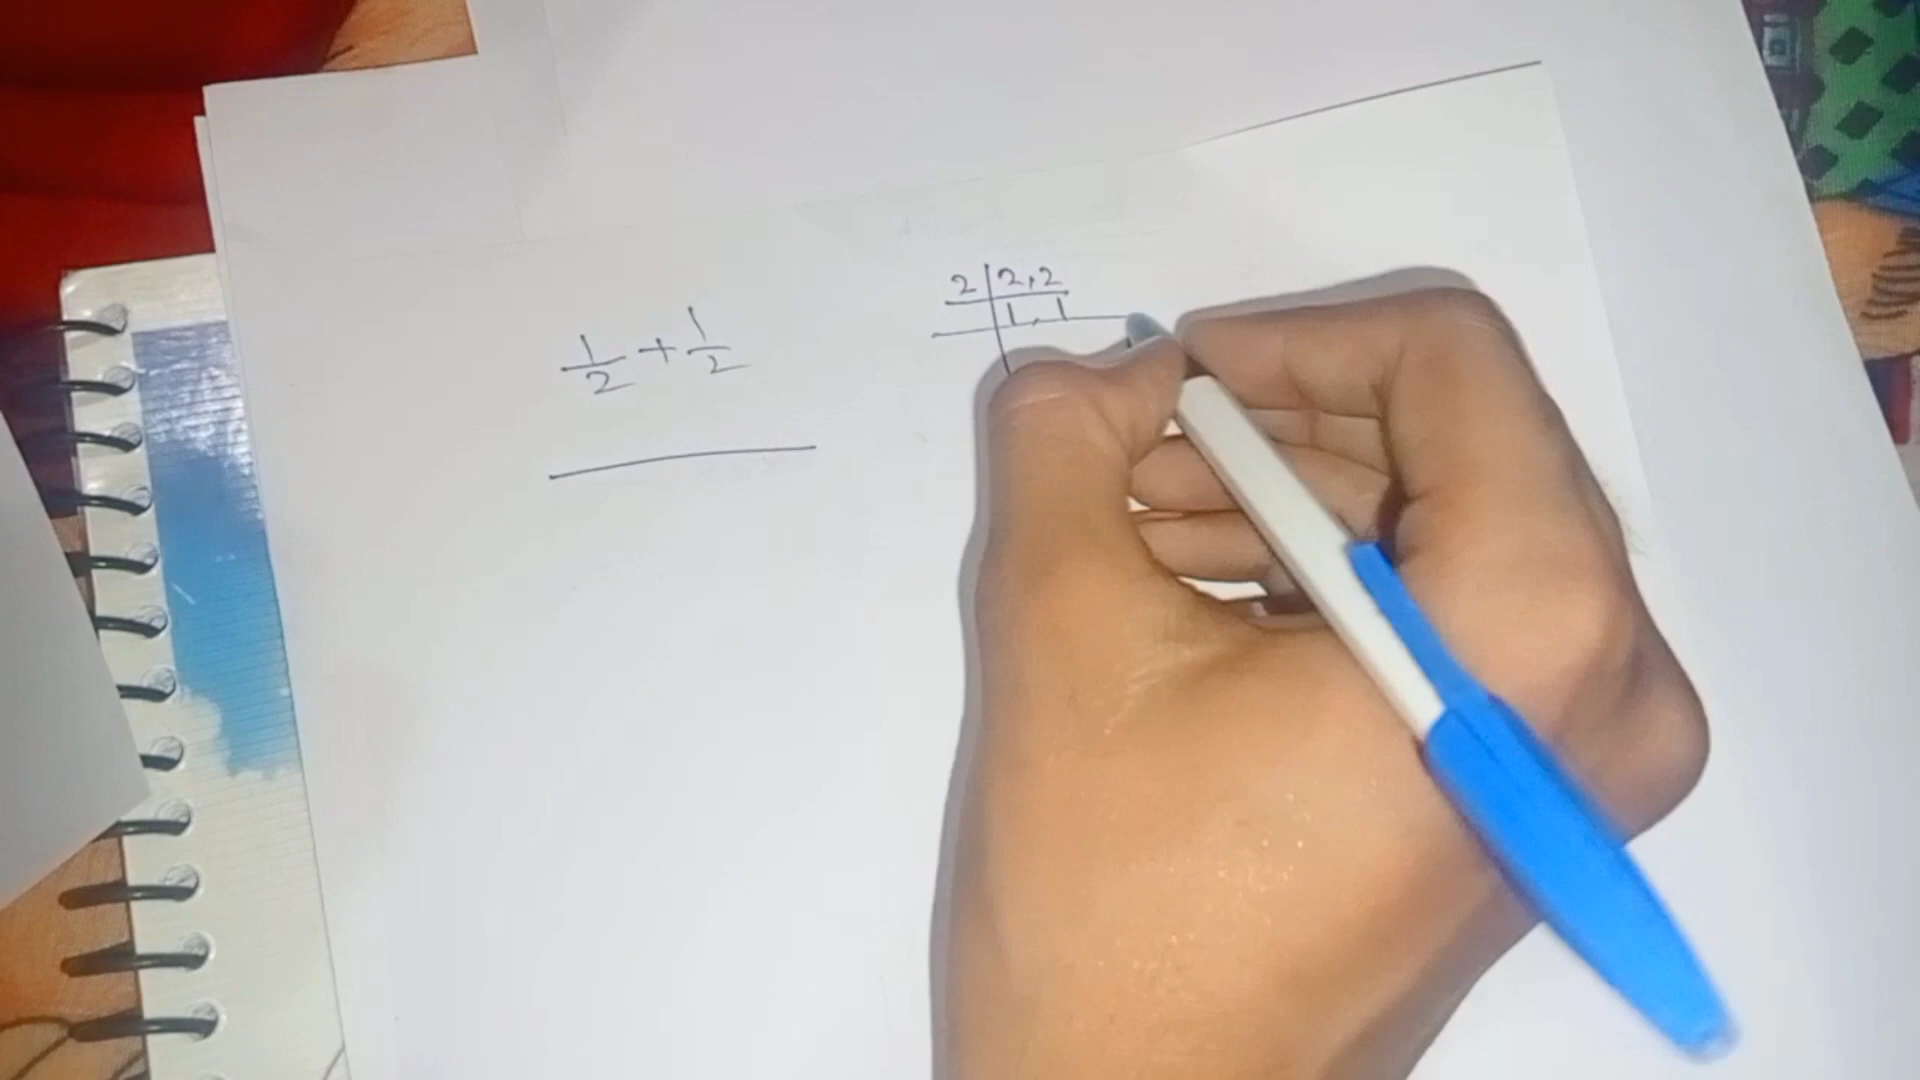 1/2 + 1/2
2 | 2, 2
1, 1